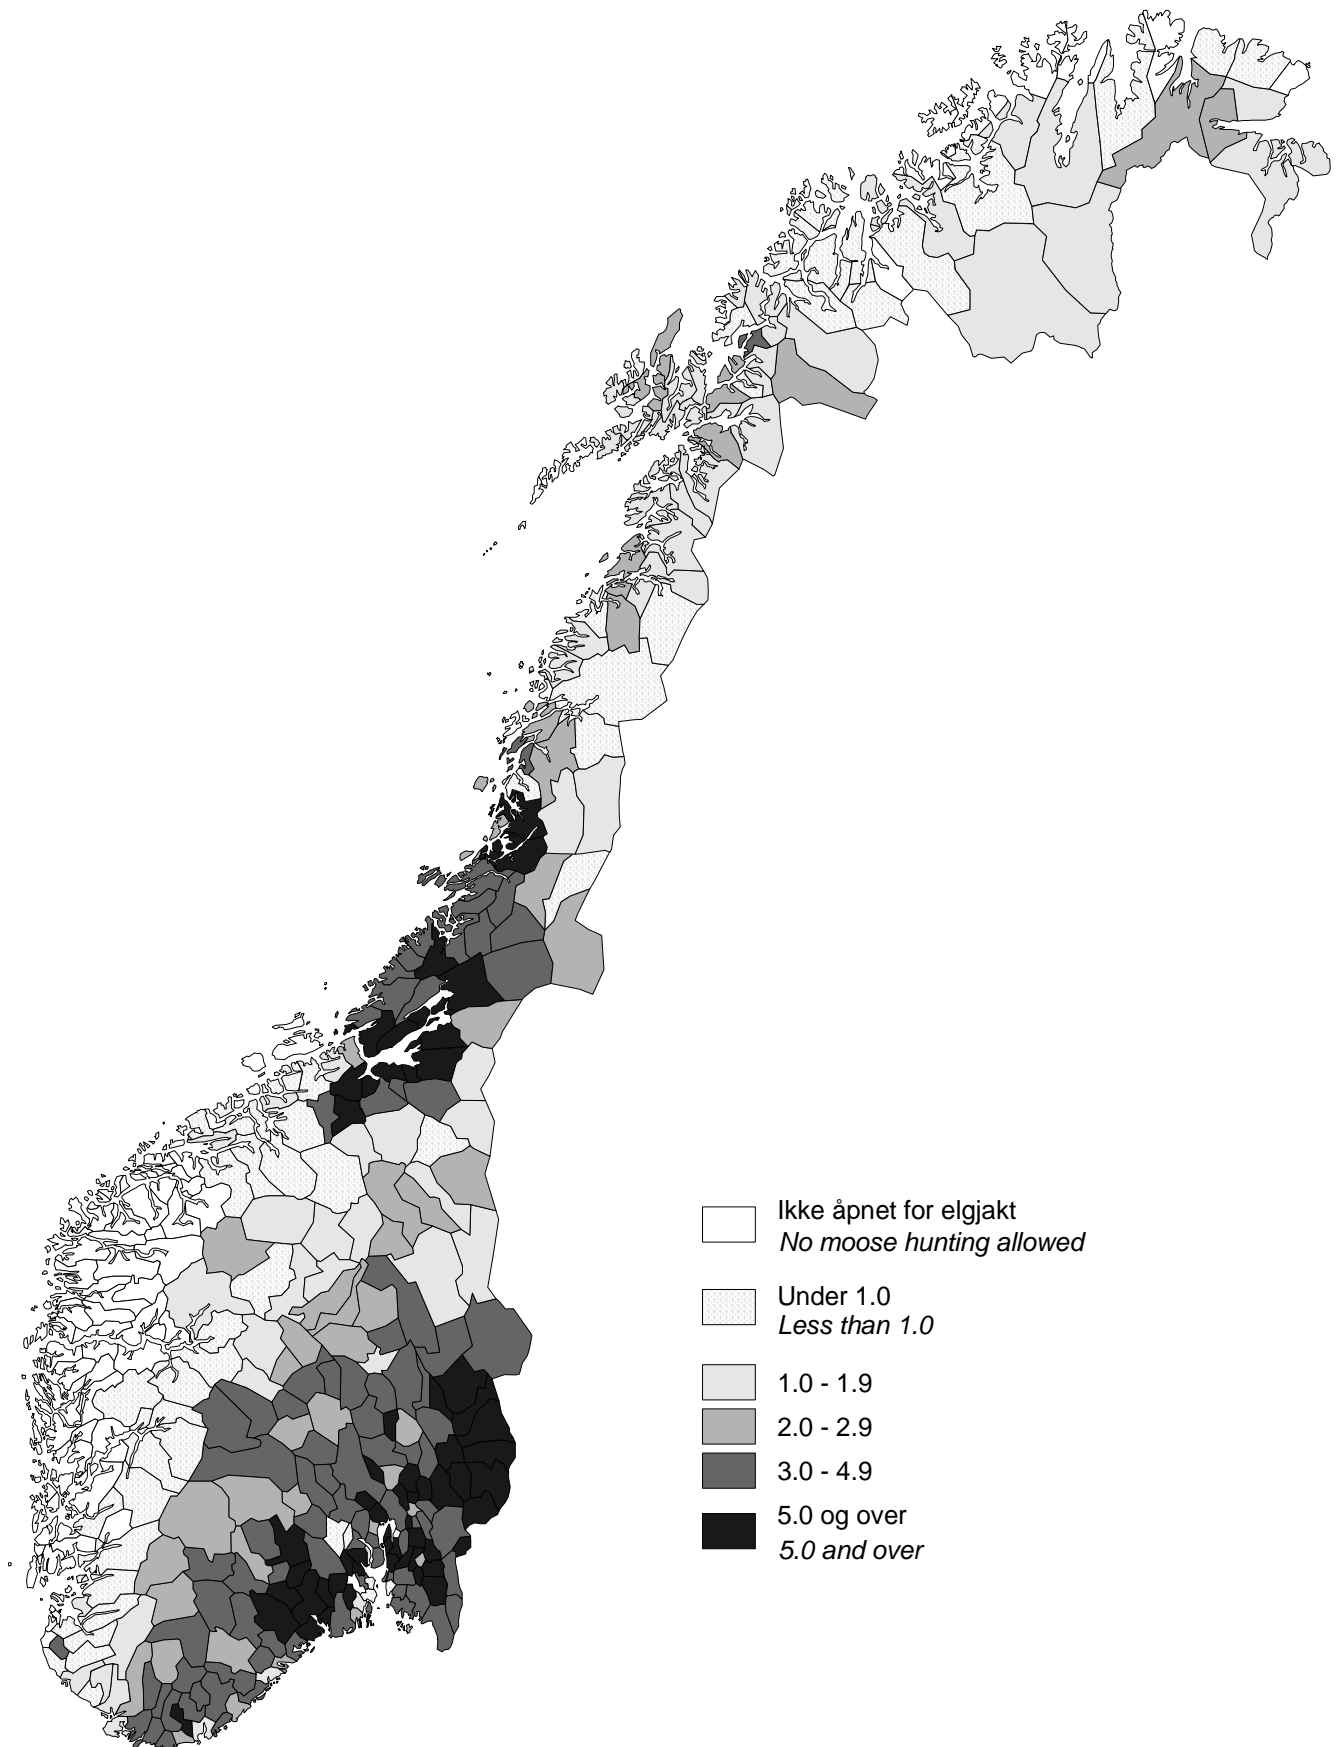 Ikke åpnet for elgjakt
No moose hunting allowed
Under 1.0
Less than 1.0
1.0 - 1.9
2.0 - 2.9
3.0 - 4.9
5.0 og over
5.0 and over